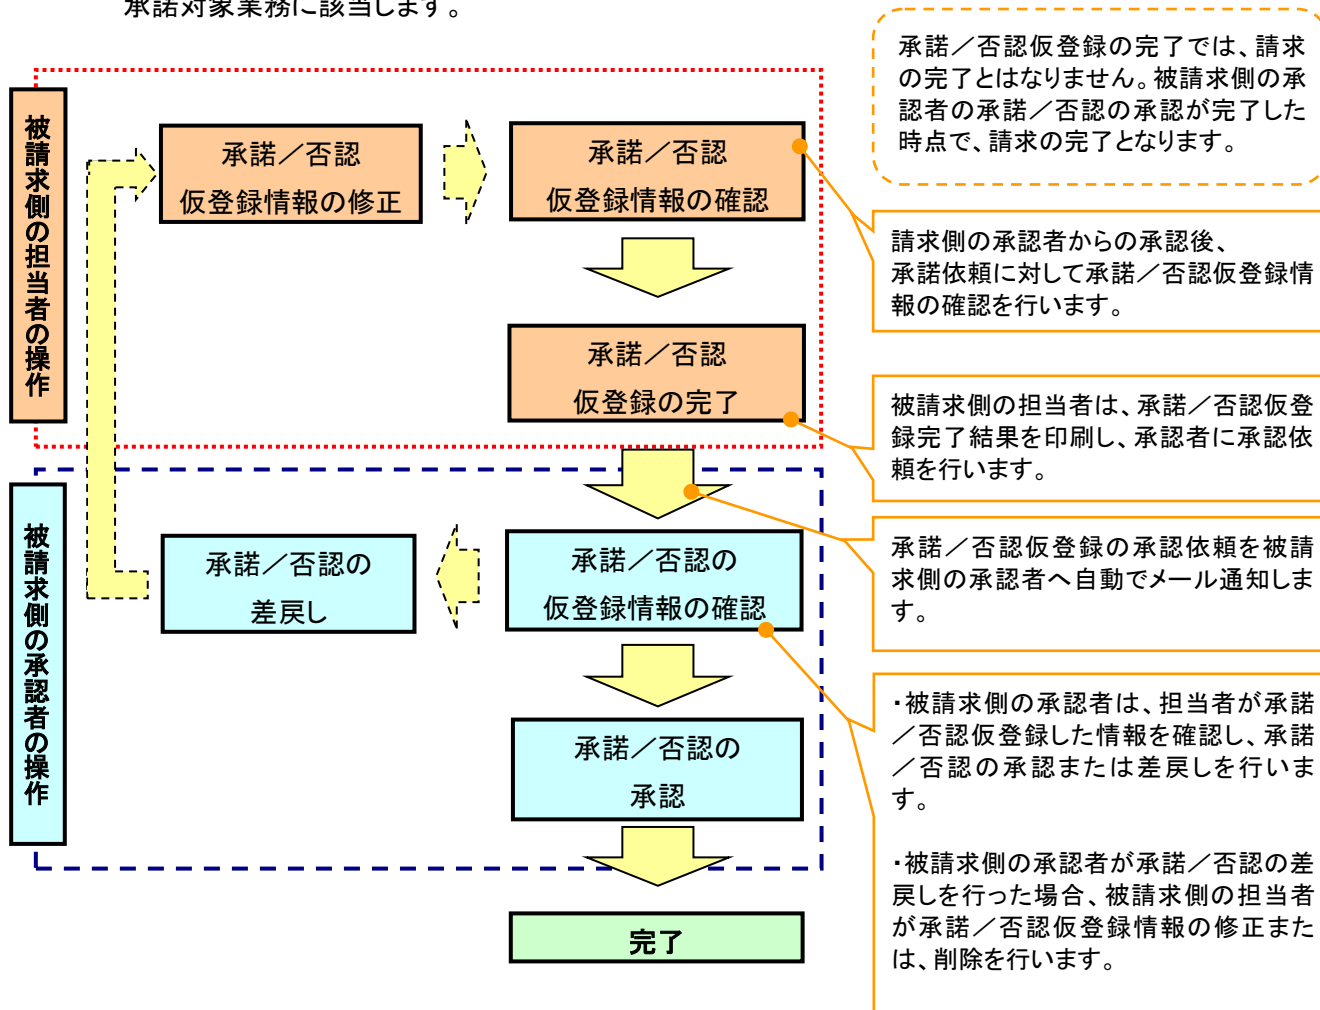 承諾対象業務に該当します。
承諾／否認仮登録の完了では、請求
の完了とはなりません。被請求側の承
認者の承諾／否認の承認が完了した
時点で、請求の完了となります。
被請求側の担当者の操作
承諾／否認
仮登録情報の修正
承諾／否認
仮登録情報の確認
請求側の承認者からの承認後、
承諾依頼に対して承諾／否認仮登録情
報の確認を行います。
承諾／否認
仮登録の完了
被請求側の担当者は、承諾／否認仮登
録完了結果を印刷し、承認者に承認依
頼を行います。
被請求側の承認者の操作
承諾／否認の
差戻し
承諾／否認の
仮登録情報の確認
承諾／否認仮登録の承認依頼を被請
求側の承認者へ自動でメール通知しま
す。
承諾／否認の
承認
・被請求側の承認者は、担当者が承諾
／否認仮登録した情報を確認し、承諾
／否認の承認または差戻しを行いま
す。
・被請求側の承認者が承諾／否認の差
戻しを行った場合、被請求側の担当者
が承諾／否認仮登録情報の修正また
は、削除を行います。
完了